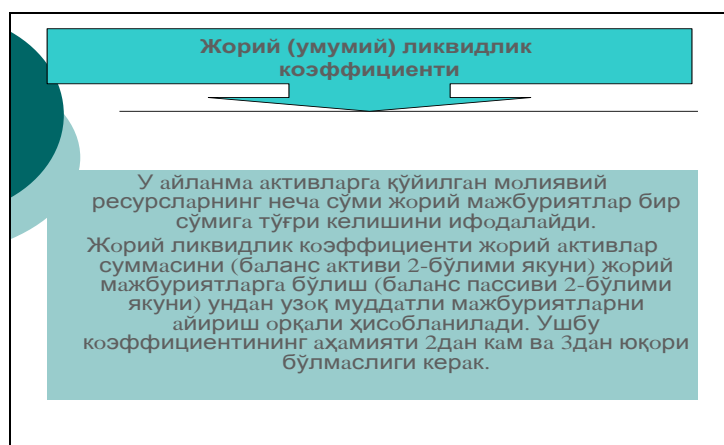 Жорий (умумий) ликвидлик
коэффициенти
У айланма активларга қўйилган молиявий
ресурсларнинг неча сўми жорий мажбуриятлар бир
сўмига тўғри келишини ифодалайди.
Жорий ликвидлик коэффициенти жорий активлар
суммасини (баланс активи 2-бўлими якуни) жорий
мажбуриятларга бўлиш (баланс пассиви 2-бўлими
якуни) ундан узоқ муддатли мажбуриятларни
айириш орқали ҳисобланилади. Ушбу
коэффициентининг аҳамияти 2дан кам ва 3дан юқори
бўлмаслиги керак.